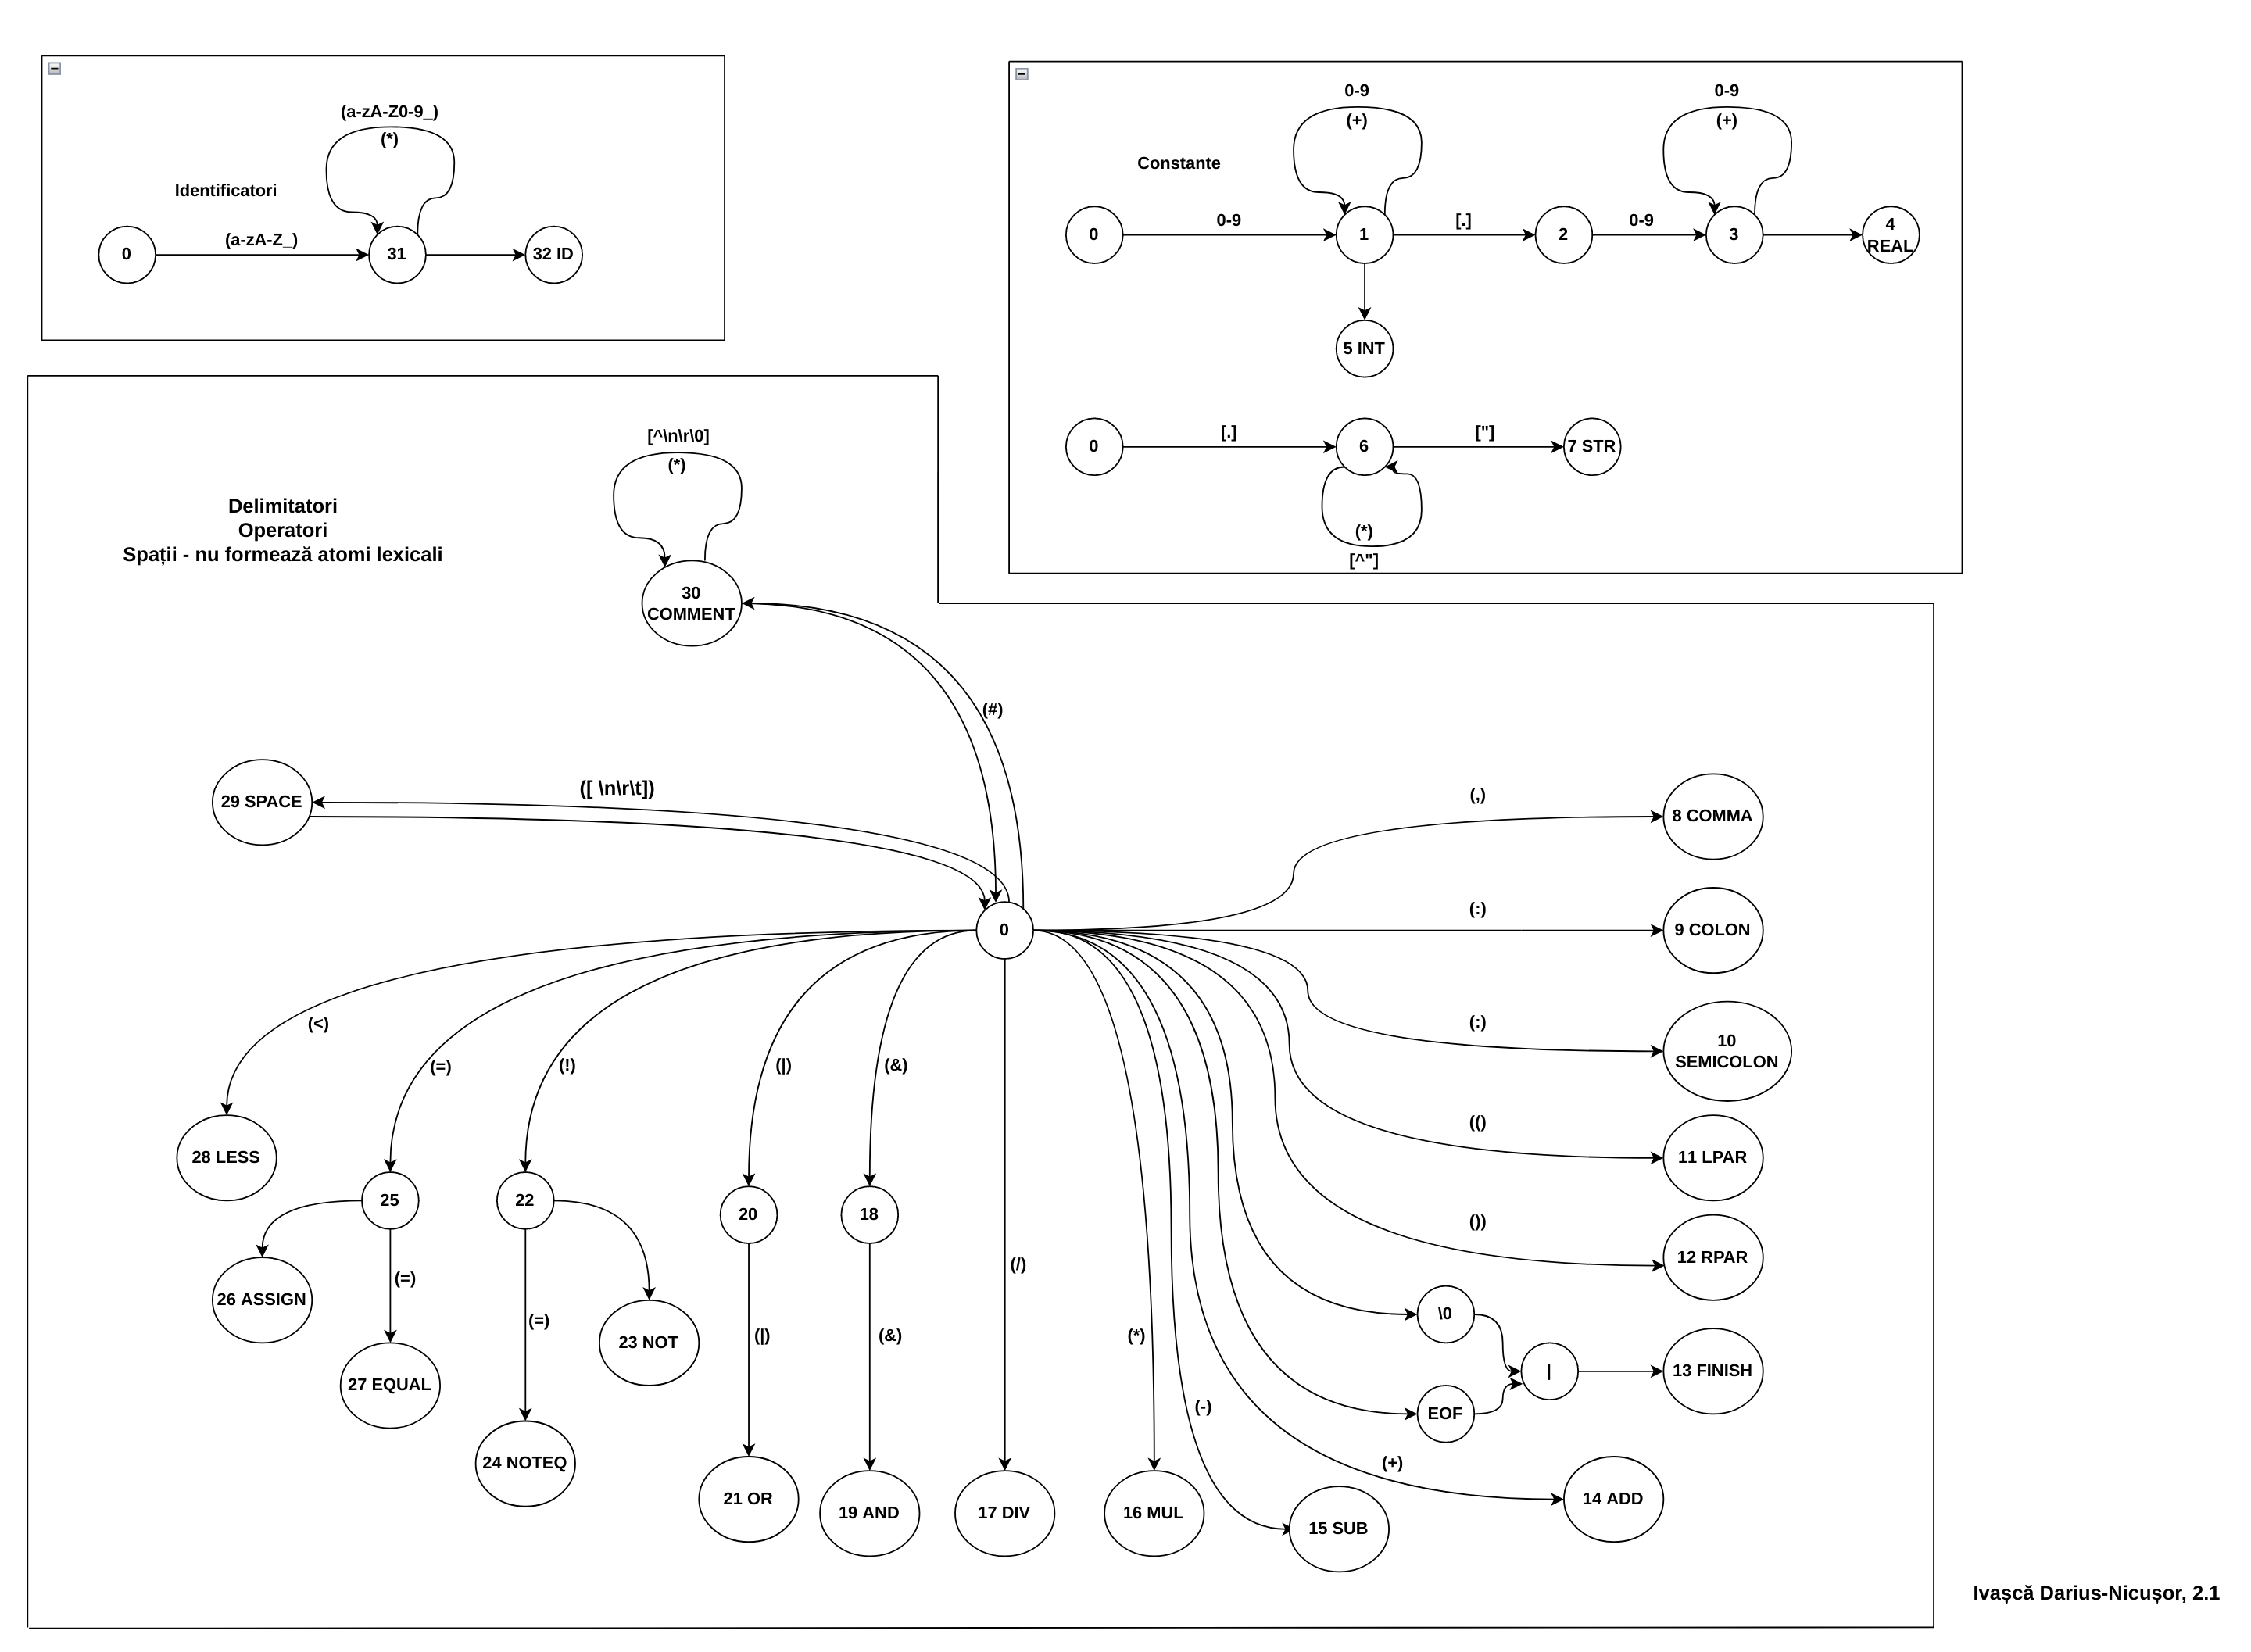 (a-zA-Z0-9_)
(*)
Identificatori
(a-zA-Z_)
0
31
32 ID
0-9
(+)
0-9
(+)
Constante
0-9
[.]
0-9
0
1
2
3
4
REAL
5 INT
[.]
["]
0
6
7 STR
(*)
[^"]
[^\n\r\0]
(*)
Delimitatori
Operatori
Spații - nu formează atomi lexicali
30
COMMENT
(#)
([ \n\r\t])
29 SPACE
(,)
8 COMMA
(:)
0
9 COLON
(:)
10
SEMICOLON
(<)
(=)
(!)
(|)
(&)
(()
11 LPAR
28 LESS
25
22
20
18
())
12 RPAR
(/)
(=)
26 ASSIGN
(=)
23 NOT
(|)
(&)
(*)
\0
|
13 FINISH
27 EQUAL
(-)
EOF
24 NOTEQ
(+)
21 OR
19 AND
17 DIV
16 MUL
15 SUB
14 ADD
Ivașcă Darius-Nicușor, 2.1